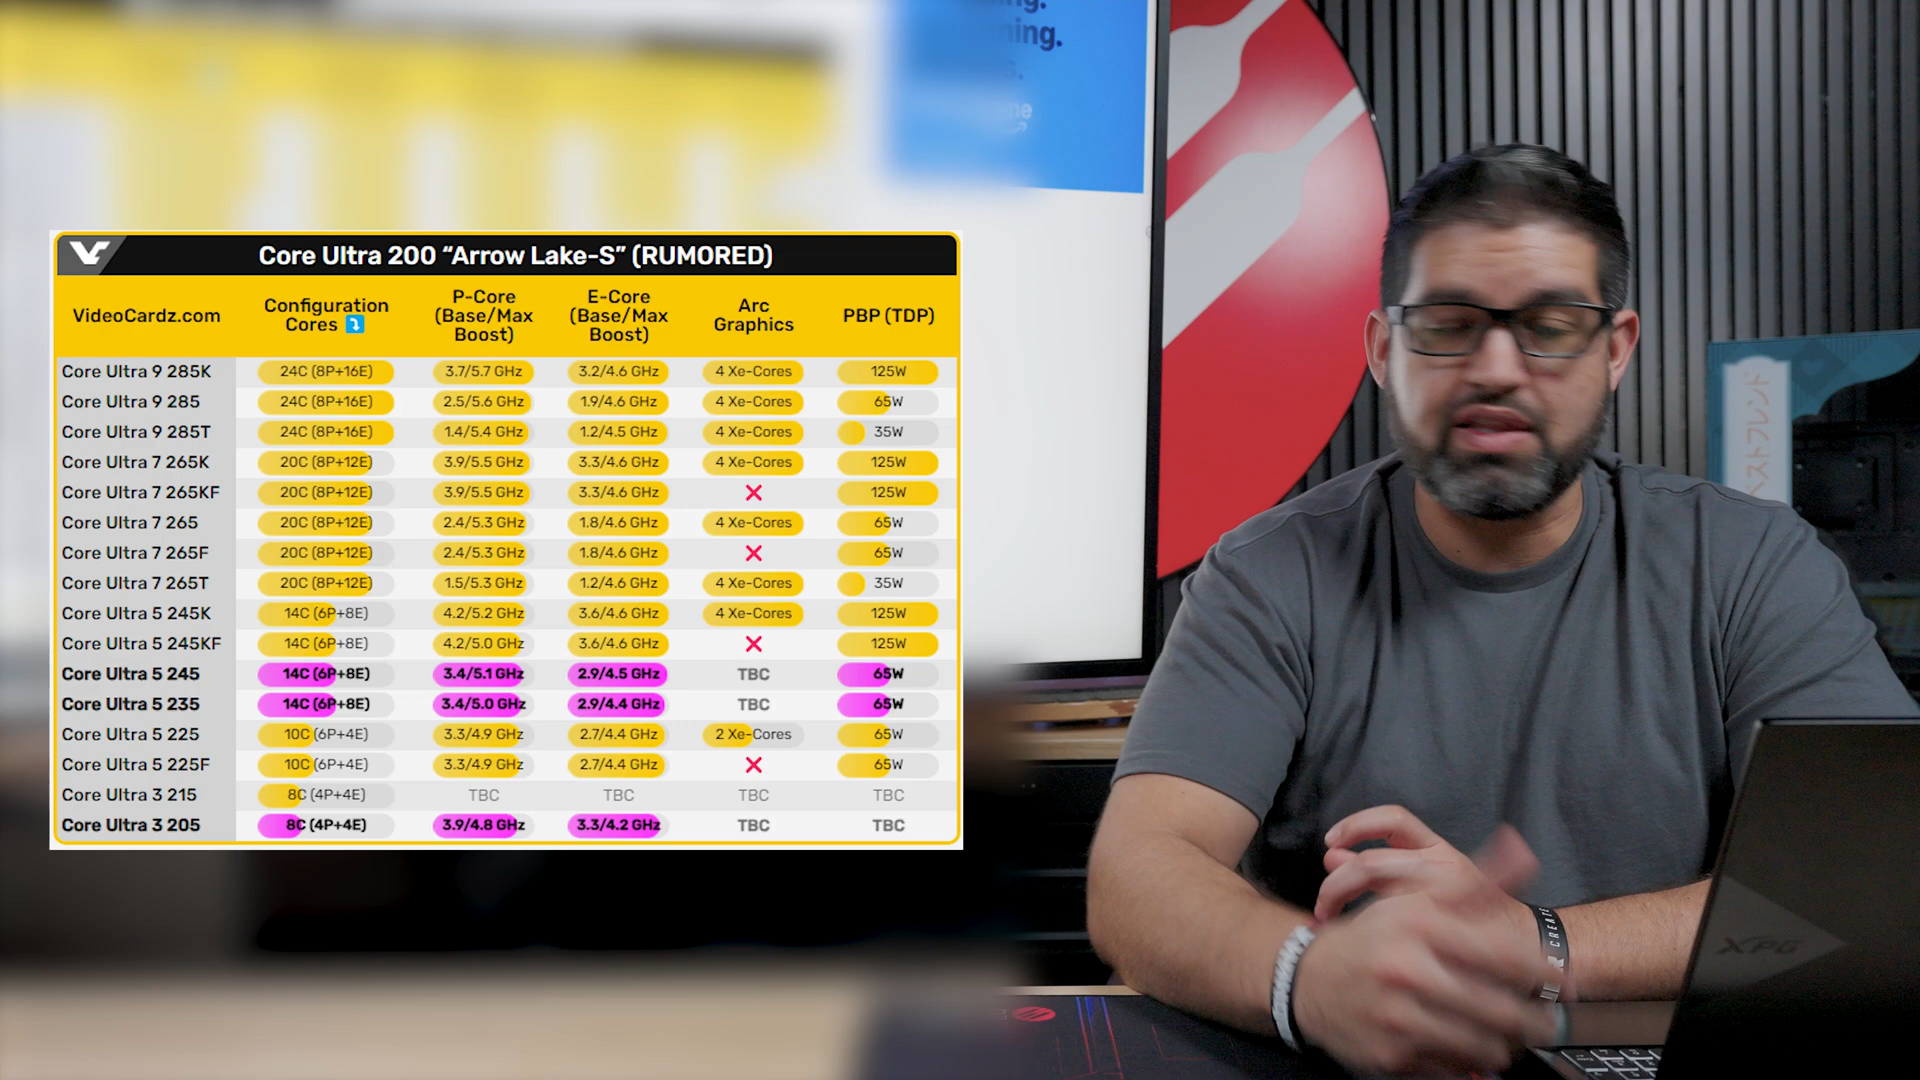 ning.
Core Ultra 200 “Arrow Lake-S” (RUMORED)
VideoCardz.com
Configuration Cores
P-Core (Base/Max Boost)
E-Core (Base/Max Boost)
Arc Graphics
PBP (TDP)
Core Ultra 9 285K 24C (8P+16E) 3.7/5.7 GHz 3.2/4.6 GHz 4 Xe-Cores 125W
Core Ultra 9 285 24C (8P+16E) 2.5/5.6 GHz 1.9/4.6 GHz 4 Xe-Cores 65W
Core Ultra 9 285T 24C (8P+16E) 1.4/5.4 GHz 1.2/4.5 GHz 4 Xe-Cores 35W
Core Ultra 7 265K 20C (8P+12E) 3.9/5.5 GHz 3.3/4.6 GHz 4 Xe-Cores 125W
Core Ultra 7 265KF 20C (8P+12E) 3.9/5.5 GHz 3.3/4.6 GHz ❌ 125W
Core Ultra 7 265 20C (8P+12E) 2.4/5.3 GHz 1.8/4.6 GHz 4 Xe-Cores 65W
Core Ultra 7 265F 20C (8P+12E) 2.4/5.3 GHz 1.8/4.6 GHz ❌ 65W
Core Ultra 7 265T 20C (8P+12E) 1.5/5.3 GHz 1.2/4.6 GHz 4 Xe-Cores 35W
Core Ultra 5 245K 14C (6P+8E) 4.2/5.2 GHz 3.6/4.6 GHz 4 Xe-Cores 125W
Core Ultra 5 245KF 14C (6P+8E) 4.2/5.0 GHz 3.6/4.6 GHz ❌ 125W
Core Ultra 5 245 14C (6P+8E) 3.4/5.1 GHz 2.9/4.5 GHz TBC 65W
Core Ultra 5 235 14C (6P+8E) 3.4/5.0 GHz 2.9/4.4 GHz TBC 65W
Core Ultra 5 225 10C (6P+4E) 3.3/4.9 GHz 2.7/4.4 GHz 2 Xe-Cores 65W
Core Ultra 5 225F 10C (6P+4E) 3.3/4.9 GHz 2.7/4.4 GHz ❌ 65W
Core Ultra 3 215 8C (4P+4E) TBC TBC TBC TBC
Core Ultra 3 205 8C (4P+4E) 3.9/4.8 GHz 3.3/4.2 GHz TBC TBC
ベストフレンド
CREATE
XPG